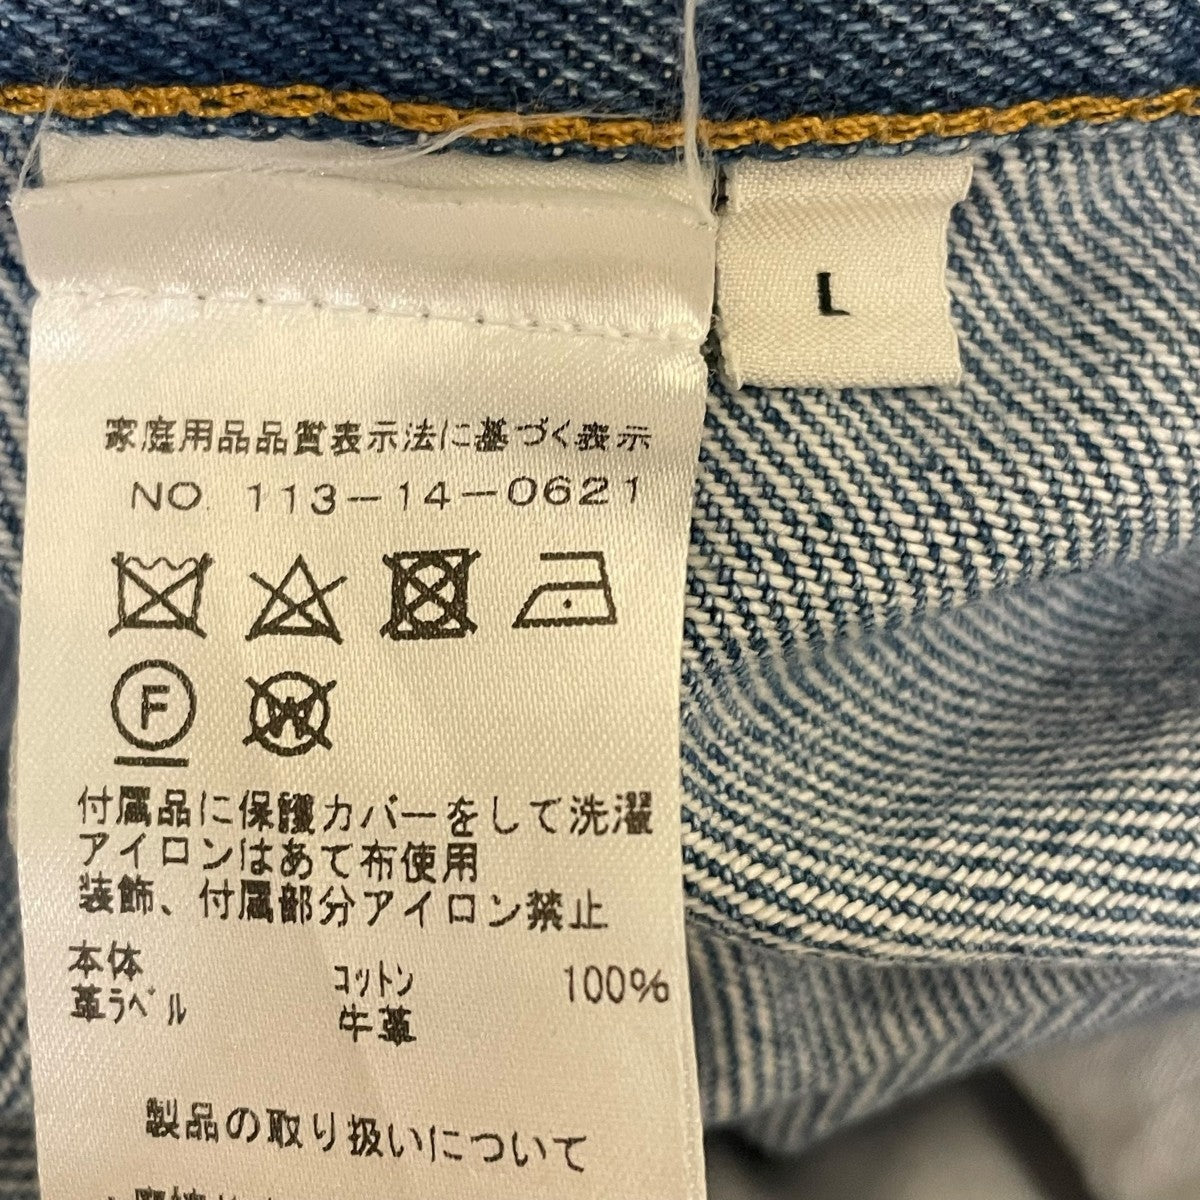 L
家庭用品品質表示法に基づく表示
NO. 113-14-0621
F
W
付属品に保護カバーをして洗濯
アイロンはあて布使用
装飾、付属部分アイロン禁止
本体 コットン 100%
革ラベル 牛革
製品の取り扱いについて